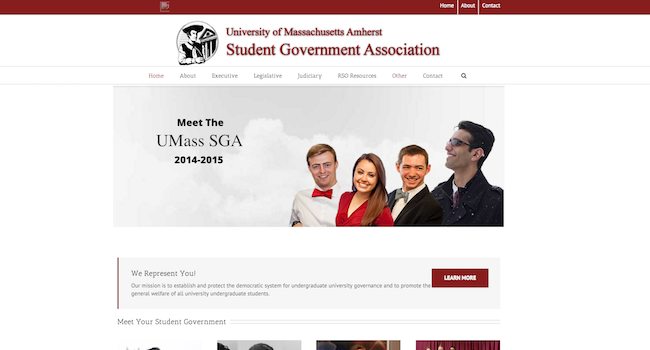 Home About Contact
University of Massachusetts Amherst
Student Government Association
Home About Executive Legislative Judiciary RSO Resources Other Contact
Meet The
UMass SGA
2014-2015
We Represent You!
Our mission is to establish and protect the democratic system for undergraduate university governance and to promote the
general welfare of all university undergraduate students.
LEARN MORE
Meet Your Student Government